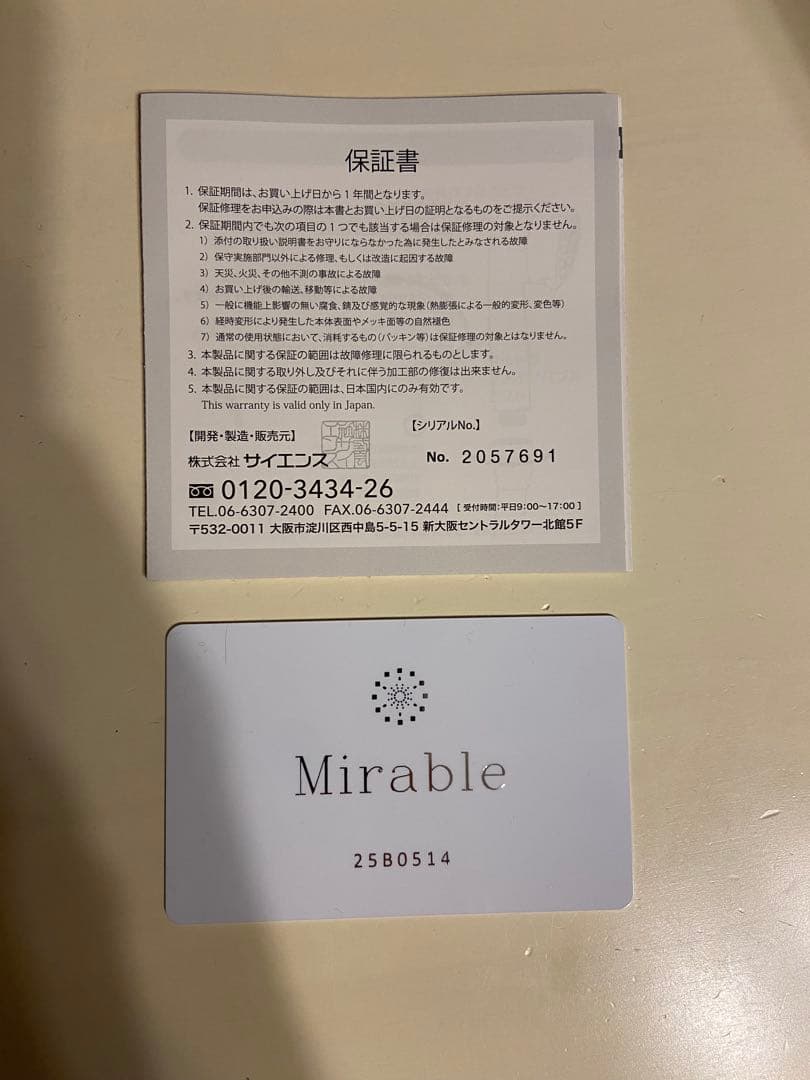 保証書
1. 保証期間は、お買い上げ日から1年間となります。
保証修理をお申込みの際は本書とお買い上げ日の証明となるものをご提示ください。
2. 保証期間内でも次の項目の1つでも該当する場合は保証修理の対象となりません。
1）添付の取り扱い説明書をお守りにならなかった為に発生したとみなされる故障
2）保守実施部門以外による修理、もしくは改造に起因する故障
3）天災、火災、その他不測の事故による故障
4）お買い上げ後の輸送、移動等による故障
5）一般に機能上影響の無い腐食、錆及び感覚的な現象（熱膨張による一般的変形、変色等）
6）経時変形により発生した本体表面やメッキ面等の自然褪色
7）通常の使用状態において、消耗するもの（パッキン等）は保証修理の対象とはなりません。
3. 本製品に関する保証の範囲は故障修理に限られるものとします。
4. 本製品に関する取り外し及びそれに伴う加工部の修復は出来ません。
5. 本製品に関する保証の範囲は、日本国内にのみ有効です。
This warranty is valid only in Japan.
【開発・製造・販売元】
【シリアルNo.】
株式会社 サイエンス
No. 2057691
0120-3434-26
TEL.06-6307-2400 FAX.06-6307-2444 [ 受付時間：平日9:00〜17:00 ]
〒532-0011 大阪市淀川区西中島5-5-15 新大阪セントラルタワー北館5F
Mirable
25B0514